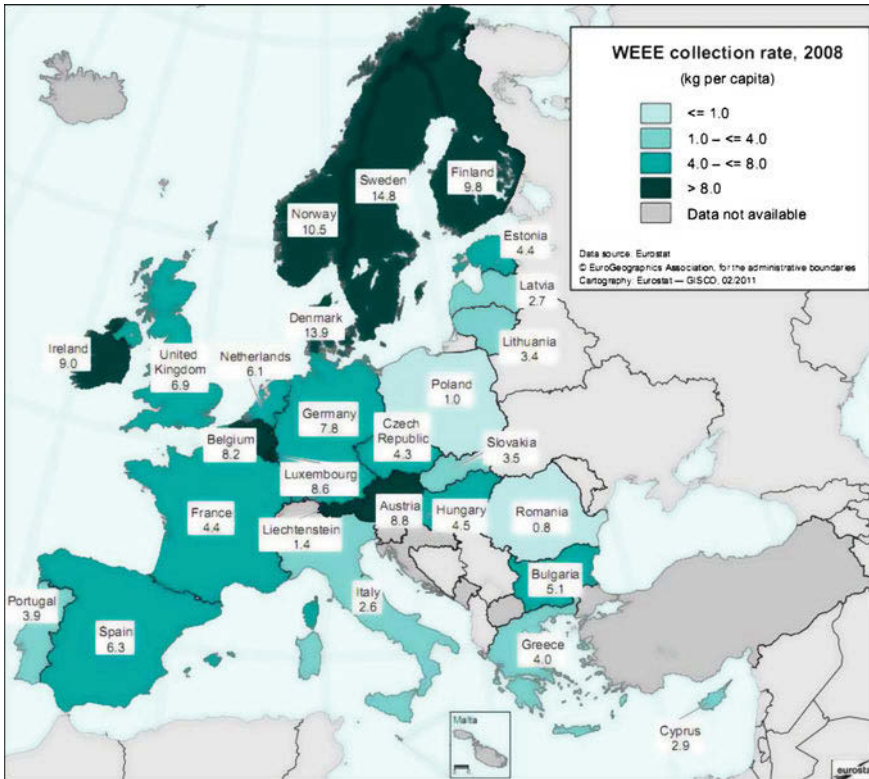 WEEE collection rate, 2008
(kg per capita)
<= 1.0
1.0 – <= 4.0
4.0 – <= 8.0
> 8.0
Data not available
Data source: Eurostat
© EuroGeographics Association, for the administrative boundaries
Cartography: Eurostat — GISCO, 02/2011
Finland
9.8
Sweden
14.8
Norway
10.5
Estonia
4.4
Latvia
2.7
Denmark
13.9
Lithuania
3.4
Ireland
9.0
United
Kingdom
6.9
Netherlands
6.1
Poland
1.0
Germany
7.8
Czech
Republic
4.3
Slovakia
3.5
Belgium
8.2
Luxembourg
8.6
France
4.4
Austria
8.8
Hungary
4.5
Romania
0.8
Liechtenstein
1.4
Bulgaria
5.1
Italy
2.6
Portugal
3.9
Spain
6.3
Greece
4.0
Malta
Cyprus
2.9
eurosta